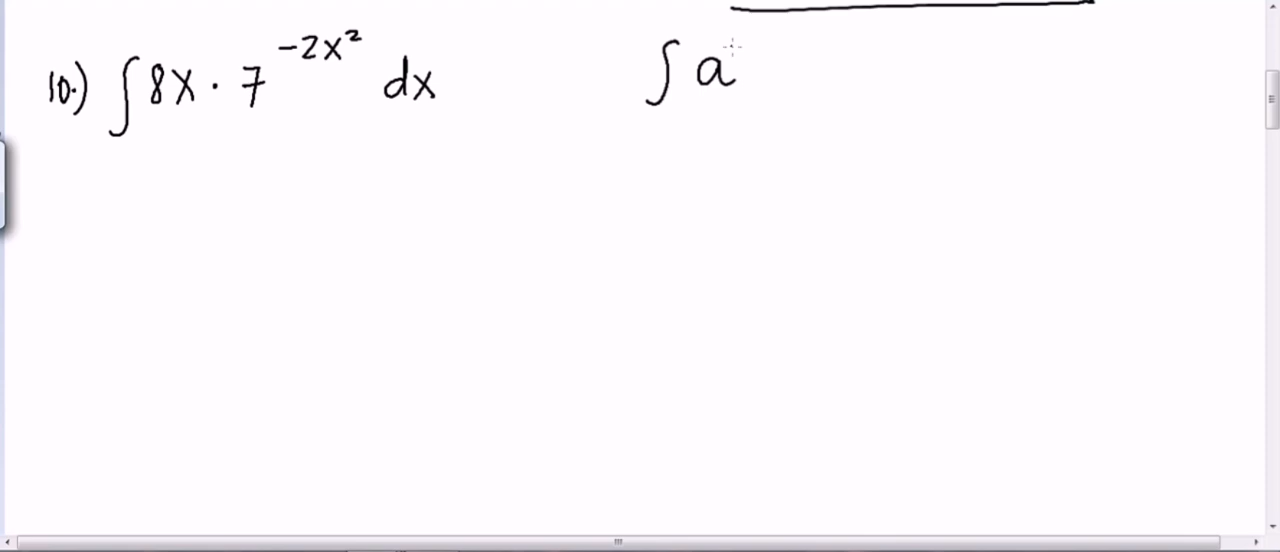 10.) ∫ 8x · 7^{-2x²} dx ∫ a